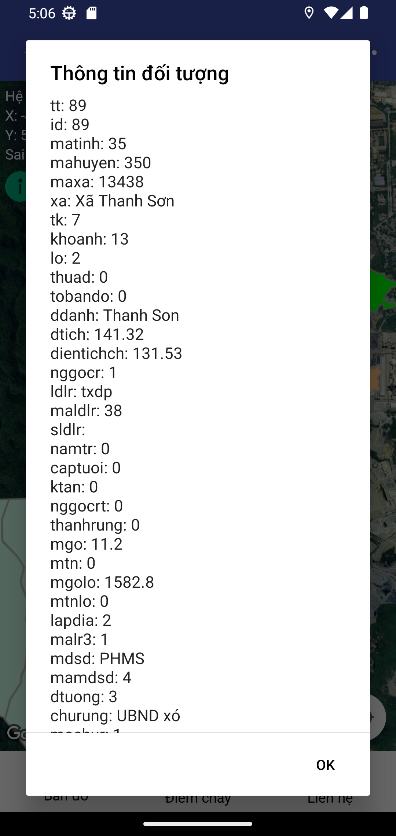 5:06
Thông tin đối tượng
Hệ
X: -
Y: 5
Sai
tt: 89
id: 89
matinh: 35
mahuyen: 350
maxa: 13438
xa: Xã Thanh Sơn
tk: 7
khoanh: 13
lo: 2
thuad: 0
tobando: 0
ddanh: Thanh Son
dtich: 141.32
dientichch: 131.53
nggocr: 1
ldlr: txdp
maldlr: 38
sldlr:
namtr: 0
captuoi: 0
ktan: 0
nggocrt: 0
thanhrung: 0
mgo: 11.2
mtn: 0
mgolo: 1582.8
mtnlo: 0
lapdia: 2
malr3: 1
mdsd: PHMS
mamdsd: 4
dtuong: 3
churung: UBND xó
Go
OK
Bản đồ Điểm cháy Liên hệ